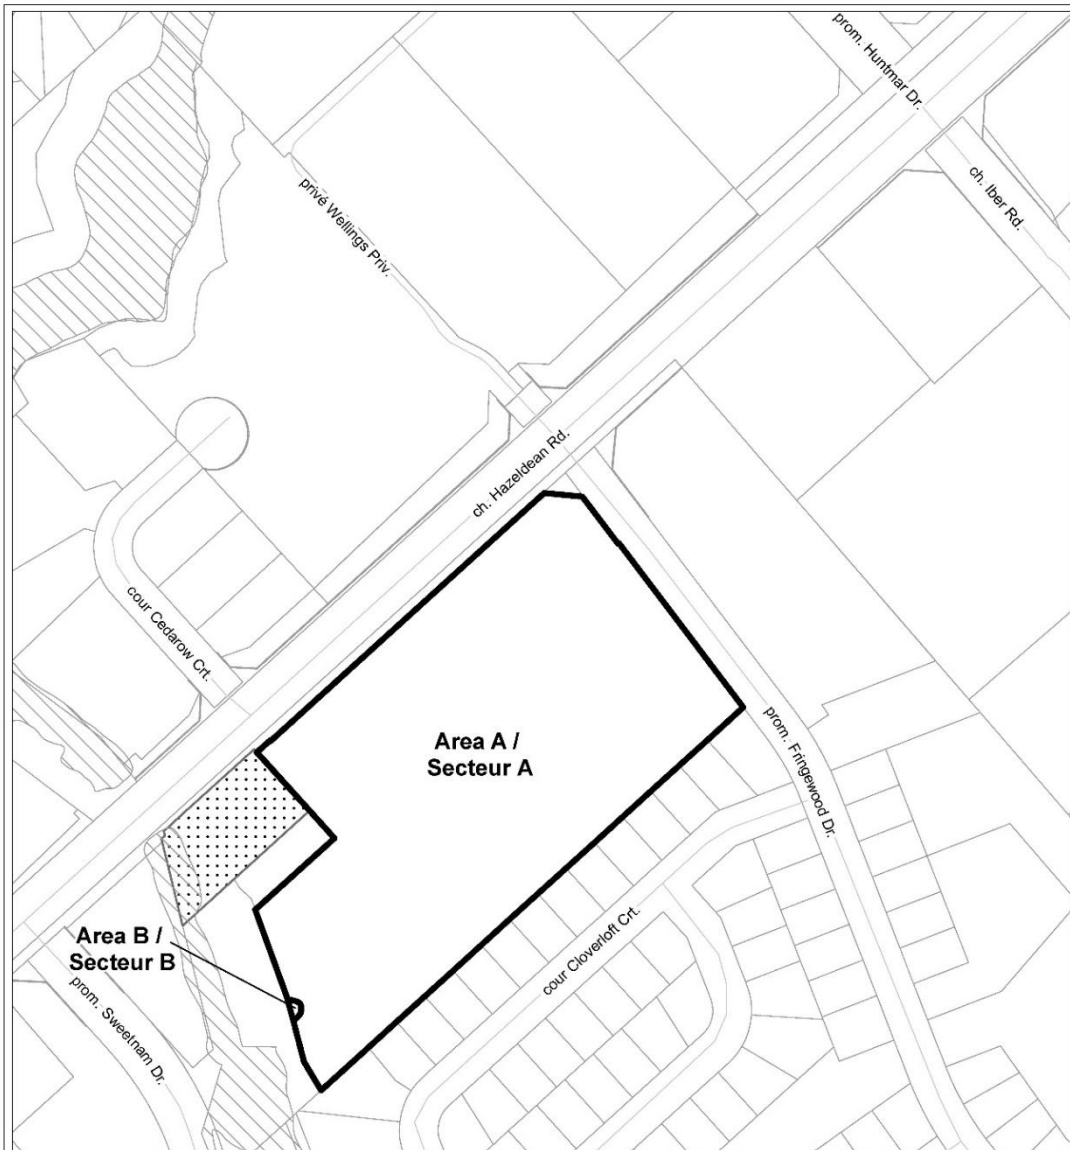 prom. Huntmar Dr.
ch. Iber Rd.
privé Wellings Priv.
ch. Hazeldean Rd.
cour Cedarow Crt.
Area A /
Secteur A
prom. Fringewood Dr.
cour Cloverloft Crt.
Area B /
Secteur B
prom. Sweetnam Dr.